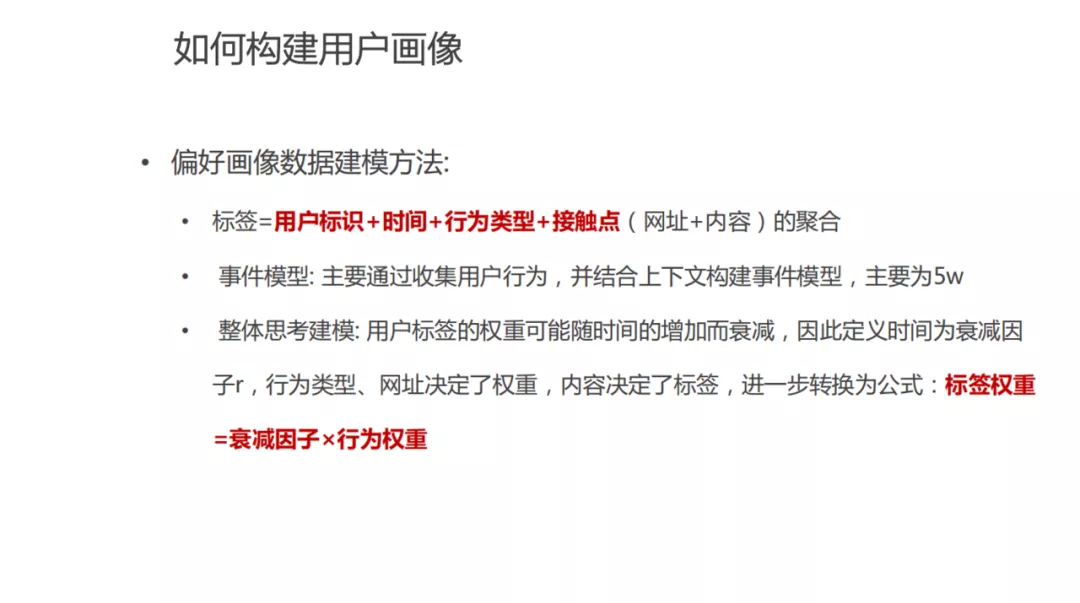 如何构建用户画像
• 偏好画像数据建模方法:
• 标签=用户标识+时间+行为类型+接触点（网址+内容）的聚合
• 事件模型: 主要通过收集用户行为，并结合上下文构建事件模型，主要为5w
• 整体思考建模: 用户标签的权重可能随时间的增加而衰减，因此定义时间为衰减因
子r，行为类型、网址决定了权重，内容决定了标签，进一步转换为公式：标签权重
=衰减因子×行为权重